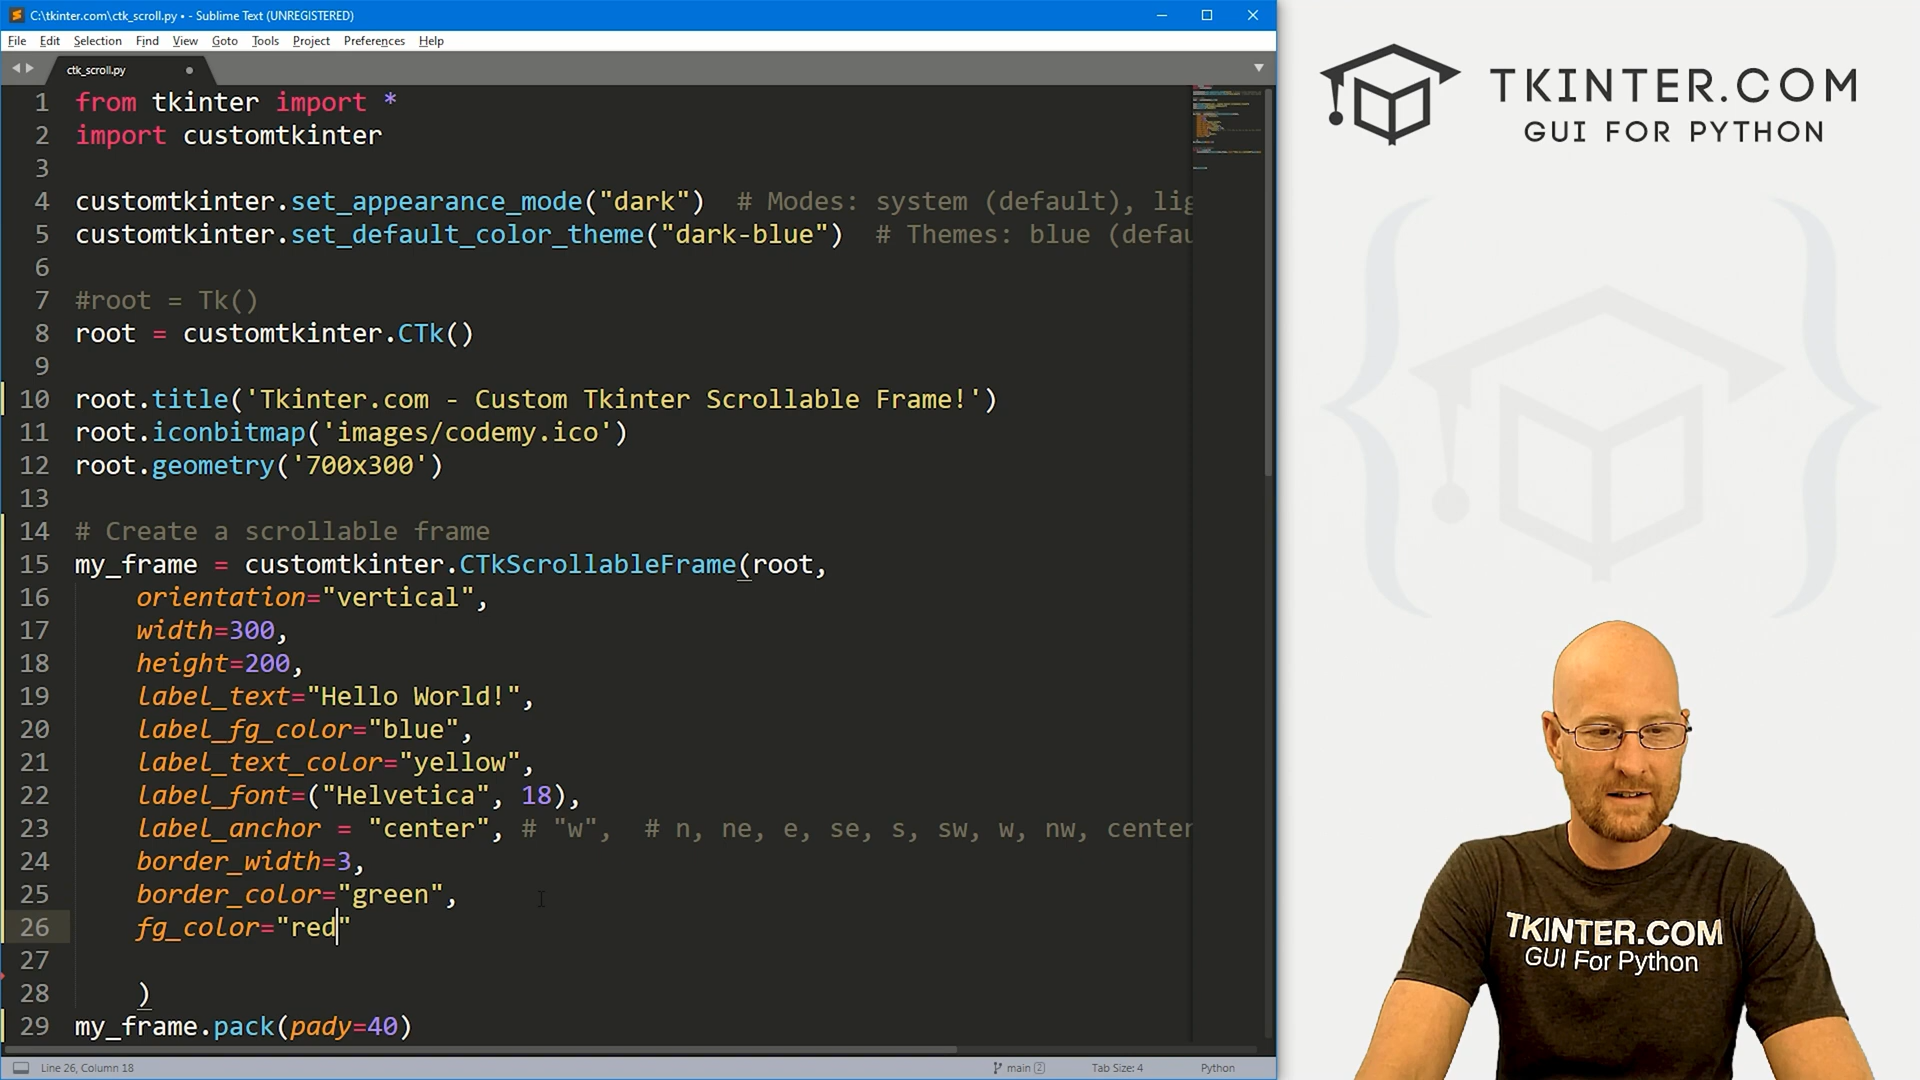 C:\tkinter.com\ctk_scroll.py • - Sublime Text (UNREGISTERED)
File Edit Selection Find View Goto Tools Project Preferences Help
ctk_scroll.py
1 from tkinter import *
2 import customtkinter
3
4 customtkinter.set_appearance_mode("dark")  # Modes: system (default), lig
5 customtkinter.set_default_color_theme("dark-blue")  # Themes: blue (defau
6
7 #root = Tk()
8 root = customtkinter.CTk()
9
10 root.title('Tkinter.com - Custom Tkinter Scrollable Frame!')
11 root.iconbitmap('images/codemy.ico')
12 root.geometry('700x300')
13
14 # Create a scrollable frame
15 my_frame = customtkinter.CTkScrollableFrame(root,
16     orientation="vertical",
17     width=300,
18     height=200,
19     label_text="Hello World!",
20     label_fg_color="blue",
21     label_text_color="yellow",
22     label_font=("Helvetica", 18),
23     label_anchor = "center", # "w",  # n, ne, e, se, s, sw, w, nw, center
24     border_width=3,
25     border_color="green",
26     fg_color="red"
27
28     )
29 my_frame.pack(pady=40)
Line 26, Column 18
main 2
Tab Size: 4
Python
TKINTER.COM
GUI FOR PYTHON
TKINTER.COM
GUI For Python